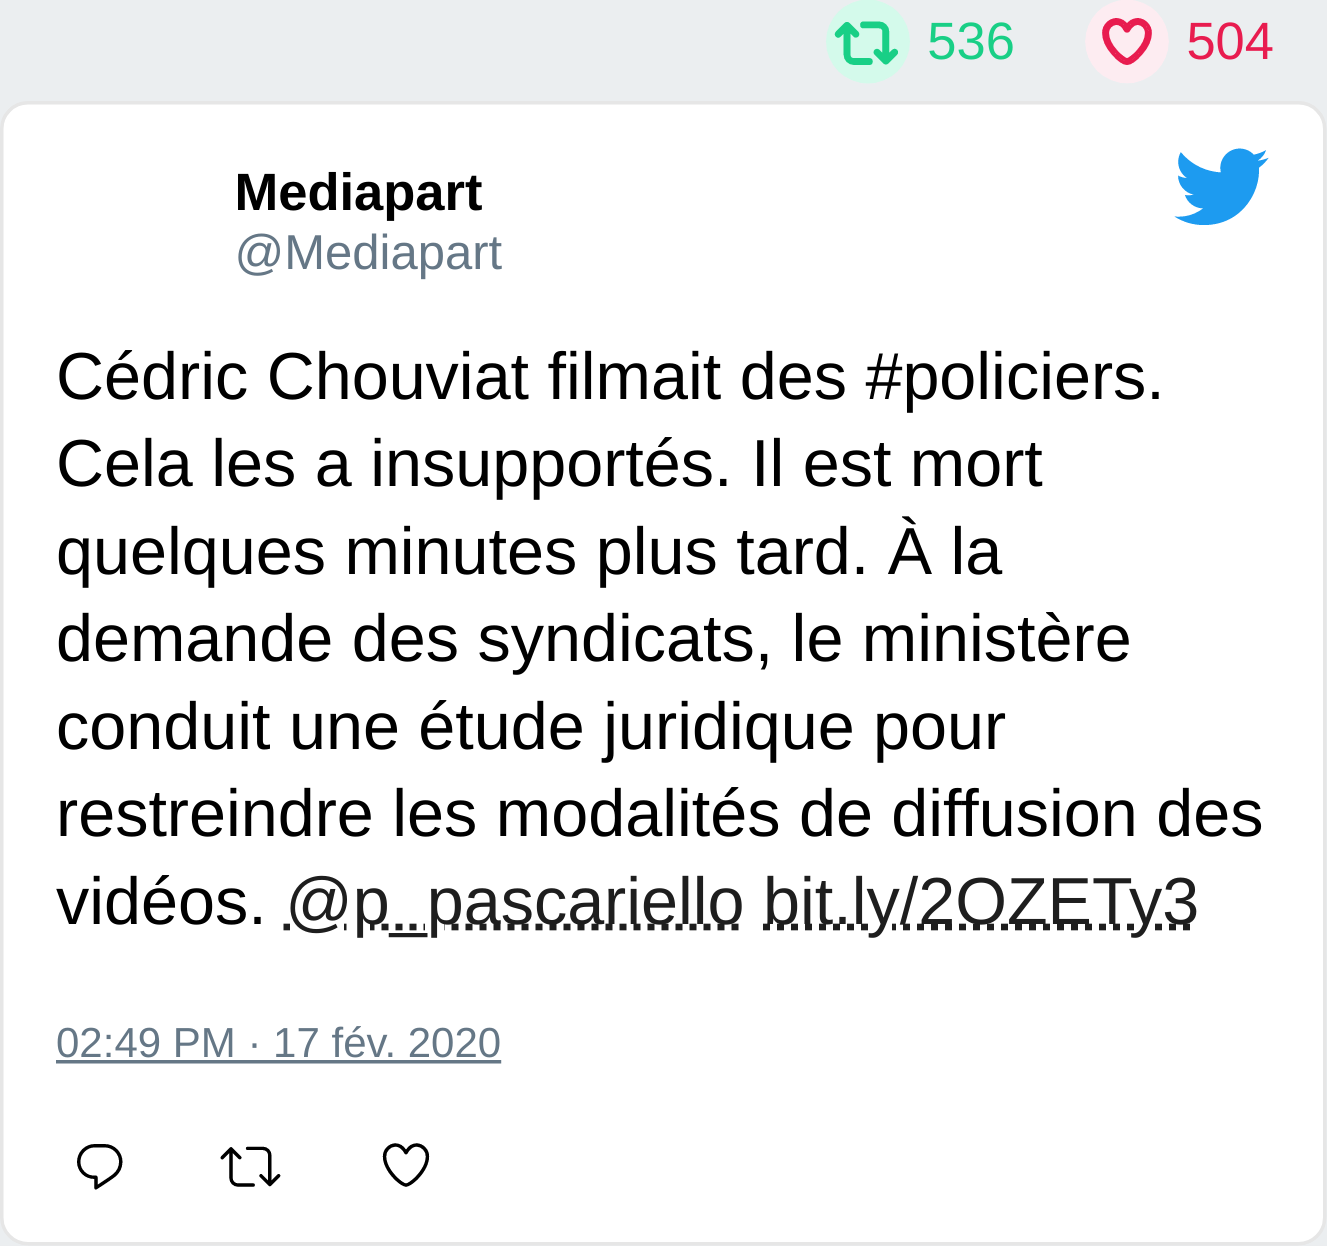 536 504
Mediapart
@Mediapart
Cédric Chouviat filmait des #policiers.
Cela les a insupportés. Il est mort
quelques minutes plus tard. À la
demande des syndicats, le ministère
conduit une étude juridique pour
restreindre les modalités de diffusion des
vidéos. @p_pascariello bit.ly/2OZETy3
02:49 PM · 17 fév. 2020